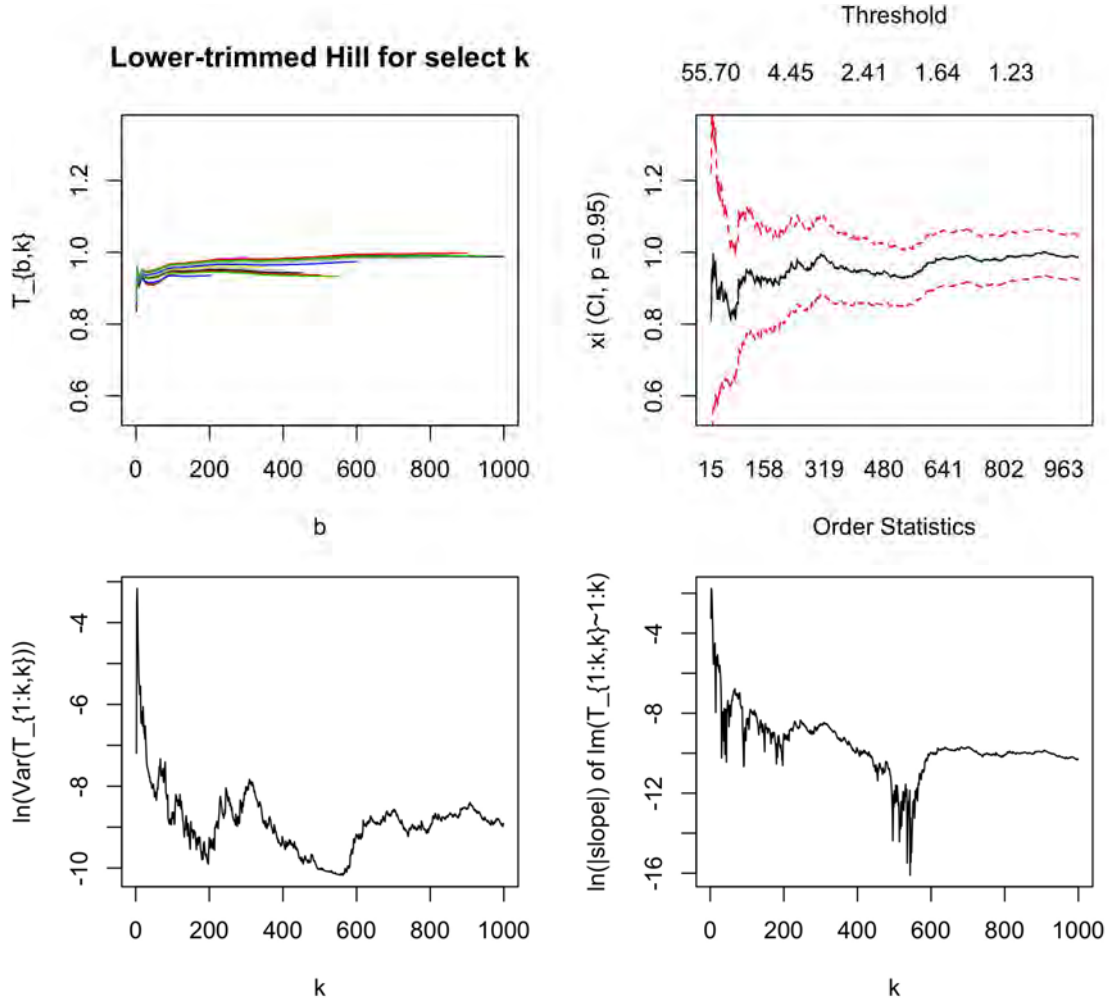 Lower-trimmed Hill for select k
T_{b,k}
0.6 0.8 1.0 1.2
0 200 400 600 800 1000
b
Threshold
55.70 4.45 2.41 1.64 1.23
xi (CI, p =0.95)
0.6 0.8 1.0 1.2
15 158 319 480 641 802 963
Order Statistics
ln(Var(T_{1:k,k}))
-10 -8 -6 -4
0 200 400 600 800 1000
k
ln(|slope|) of lm(T_{1:k,k}~1:k)
-16 -12 -8 -4
0 200 400 600 800 1000
k